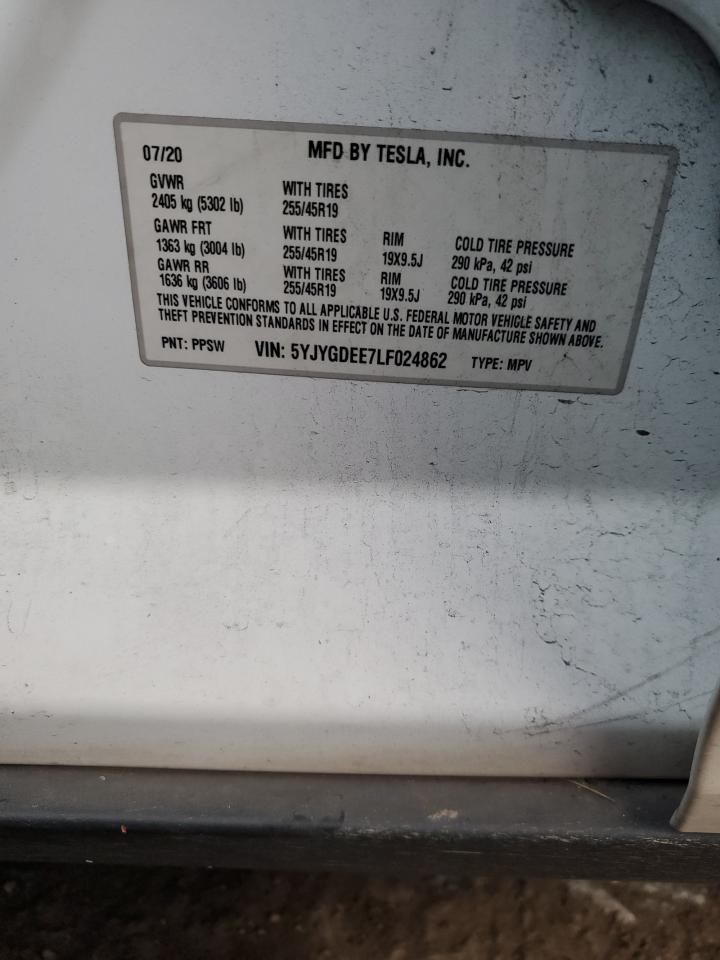 07/20 MFD BY TESLA, INC.
GVWR WITH TIRES
2405 kg (5302 lb) 255/45R19
GAWR FRT WITH TIRES RIM COLD TIRE PRESSURE
1363 kg (3004 lb) 255/45R19 19X9.5J 290 kPa, 42 psi
GAWR RR WITH TIRES RIM COLD TIRE PRESSURE
1636 kg (3606 lb) 255/45R19 19X9.5J 290 kPa, 42 psi
THIS VEHICLE CONFORMS TO ALL APPLICABLE U.S. FEDERAL MOTOR VEHICLE SAFETY AND
THEFT PREVENTION STANDARDS IN EFFECT ON THE DATE OF MANUFACTURE SHOWN ABOVE.
PNT: PPSW VIN: 5YJYGDEE7LF024862 TYPE: MPV